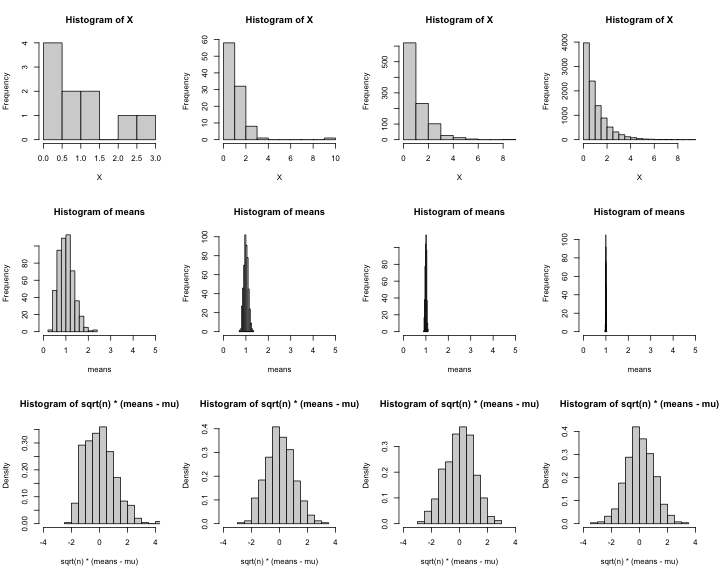 Histogram of X
Histogram of X
Histogram of X
Histogram of X
Frequency
0 1 2 3 4
0.0 0.5 1.0 1.5 2.0 2.5 3.0
X
Frequency
0 10 20 30 40 50 60
0 2 4 6 8 10
X
Frequency
0 100 300 500
0 2 4 6 8
X
Frequency
0 1000 2000 3000 4000
0 2 4 6 8
X
Histogram of means
Histogram of means
Histogram of means
Histogram of means
Frequency
0 20 40 60 80
0 1 2 3 4 5
means
Frequency
0 20 40 60 80 100
0 1 2 3 4 5
means
Frequency
0 20 40 60 80
0 1 2 3 4 5
means
Frequency
0 20 40 60 80 100
0 1 2 3 4 5
means
Histogram of sqrt(n) * (means - mu)
Histogram of sqrt(n) * (means - mu)
Histogram of sqrt(n) * (means - mu)
Histogram of sqrt(n) * (means - mu)
Density
0.00 0.10 0.20 0.30
-4 -2 0 2 4
sqrt(n) * (means - mu)
Density
0.0 0.1 0.2 0.3 0.4
-4 -2 0 2 4
sqrt(n) * (means - mu)
Density
0.0 0.1 0.2 0.3
-4 -2 0 2 4
sqrt(n) * (means - mu)
Density
0.0 0.1 0.2 0.3 0.4
-4 -2 0 2 4
sqrt(n) * (means - mu)